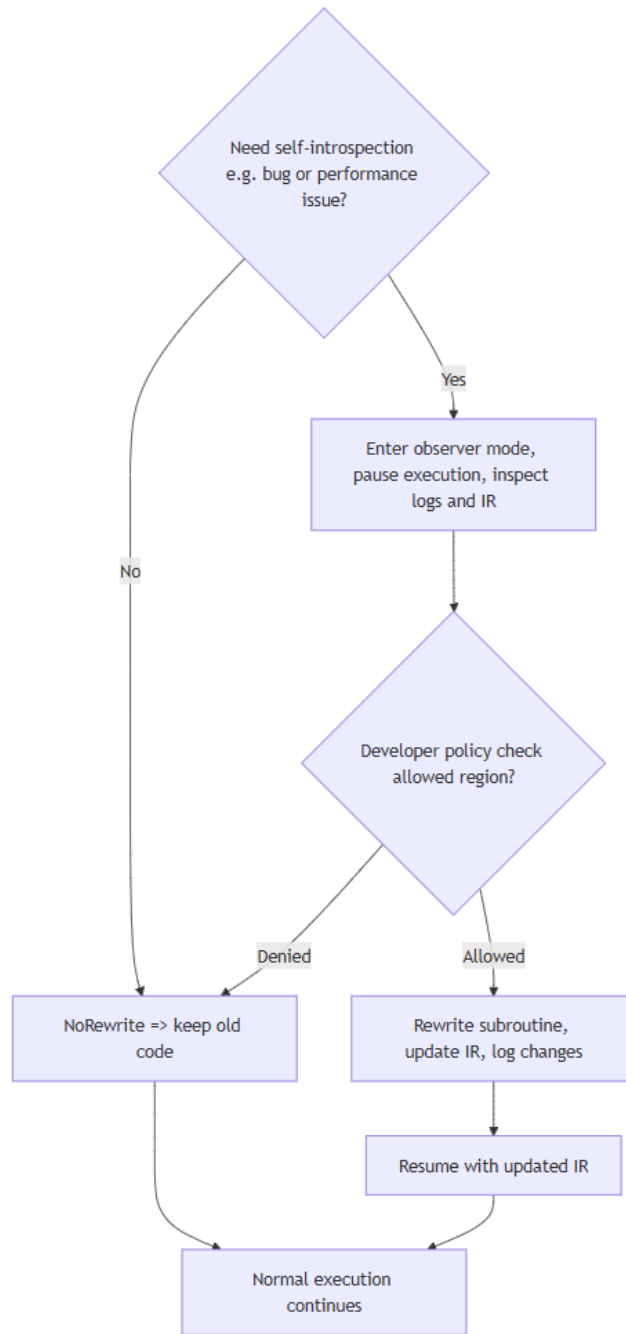 Need self-introspection
e.g. bug or performance
issue?
Yes
Enter observer mode,
pause execution, inspect
logs and IR
No
Developer policy check
allowed region?
Denied
Allowed
NoRewrite => keep old
code
Rewrite subroutine,
update IR, log changes
Resume with updated IR
Normal execution
continues